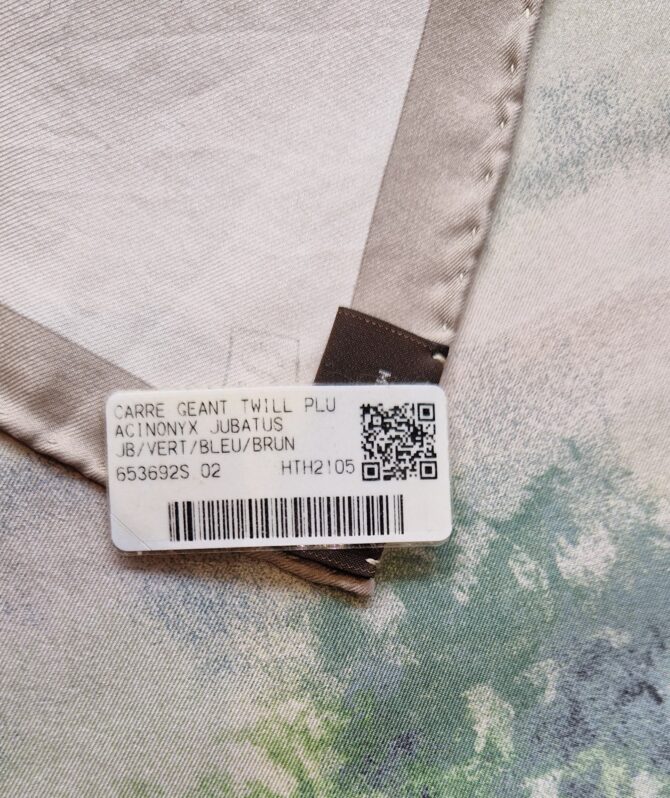 CARRE GEANT TWILL PLU
ACINONYX JUBATUS
JB/VERT/BLEU/BRUN
653692S 02 HTH2105